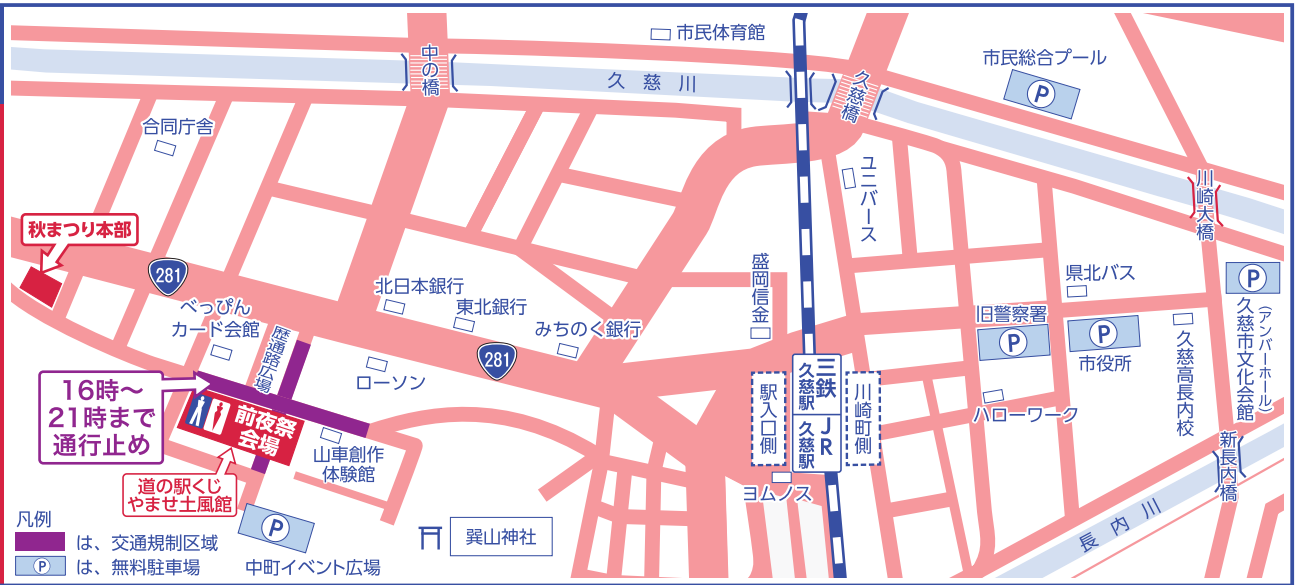 市民体育館
中の橋
久慈川
久慈橋
市民総合プール
P
合同庁舎
ユニバース
川崎大橋
秋まつり本部
281
盛岡信金
県北バス
P
久慈市文化会館
(アンバーホール)
べっぴん
カード会館
歴通路広場
北日本銀行
東北銀行
みちのく銀行
281
旧警察署
P
P
市役所
久慈高長内校
ローソン
16時〜
21時まで
通行止め
前夜祭
会場
山車創作
体験館
駅入口側
三鉄
久慈駅
JR
久慈駅
川崎町側
ハローワーク
新長内橋
道の駅くじ
やませ土風館
ヨムノス
長内川
凡例
は、交通規制区域
P
は、無料駐車場
P
中町イベント広場
巽山神社